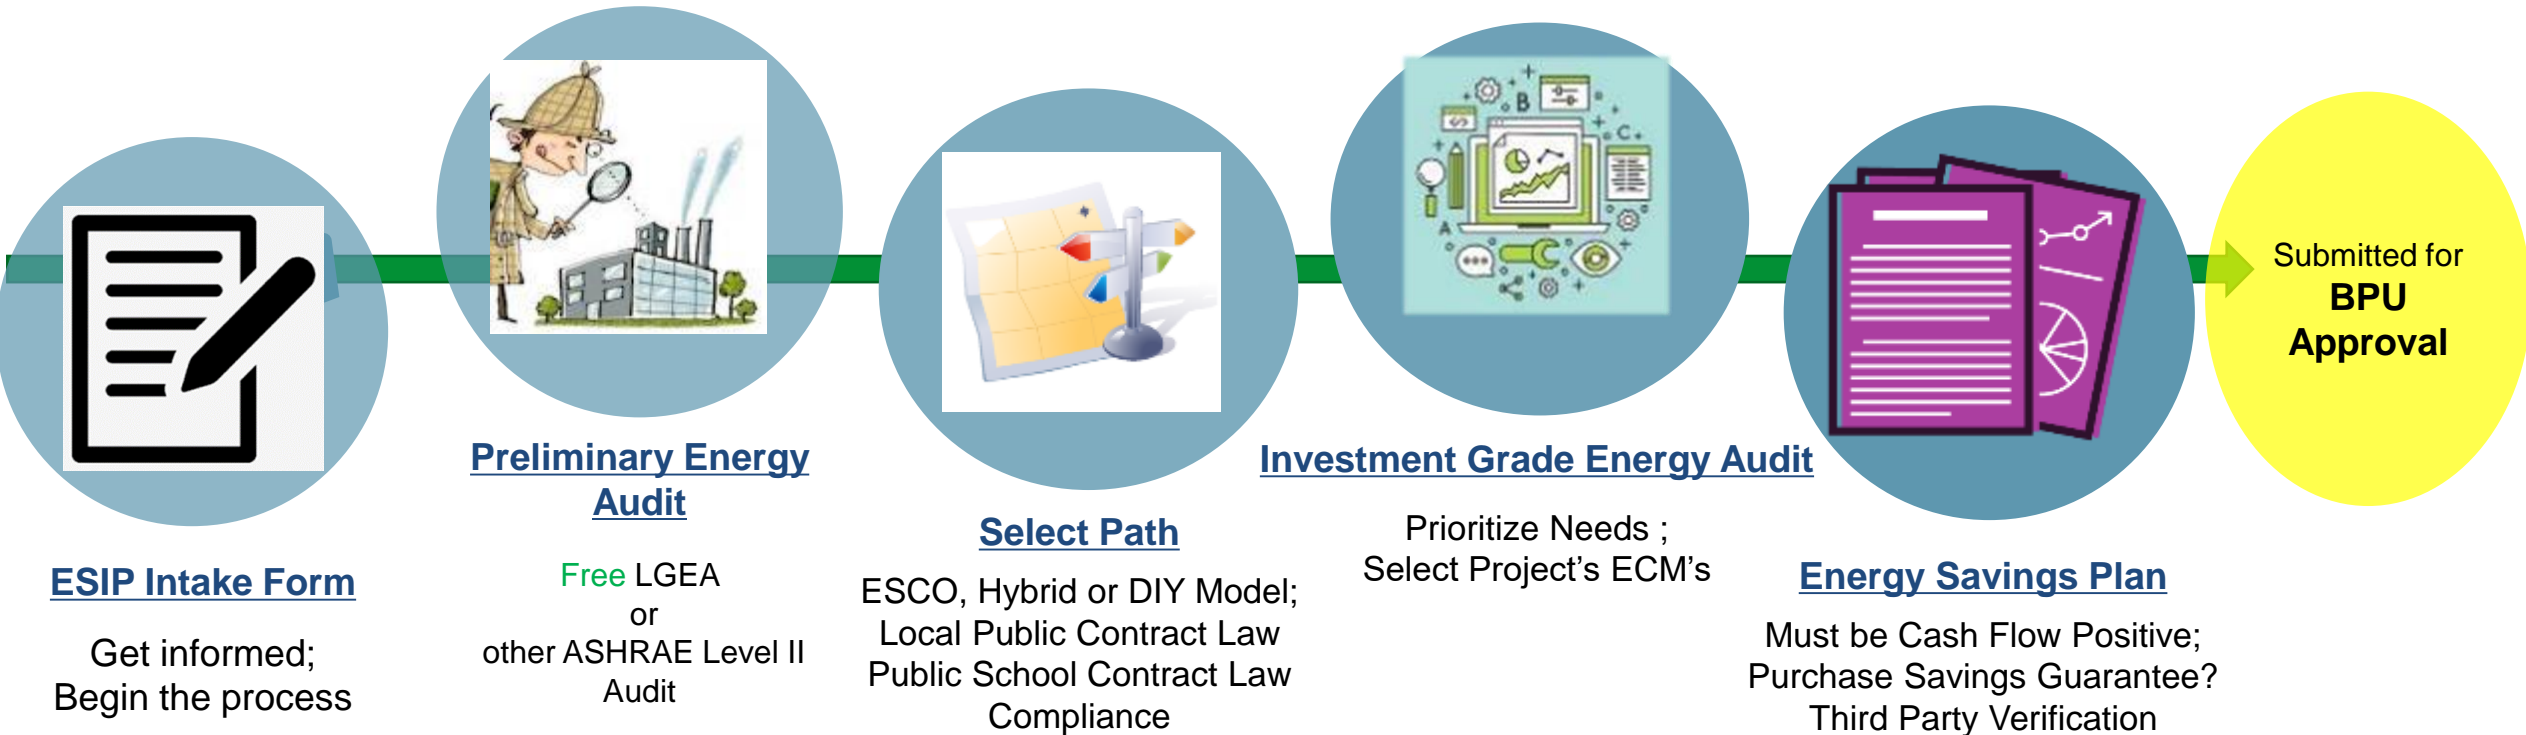 ESIP Intake Form
Get informed;
Begin the process
Preliminary Energy
Audit
Free LGEA
or
other ASHRAE Level II
Audit
Select Path
ESCO, Hybrid or DIY Model;
Local Public Contract Law
Public School Contract Law
Compliance
B
C
A
Investment Grade Energy Audit
Prioritize Needs ;
Select Project's ECM's
Energy Savings Plan
Must be Cash Flow Positive;
Purchase Savings Guarantee?
Third Party Verification
Submitted for
BPU
Approval